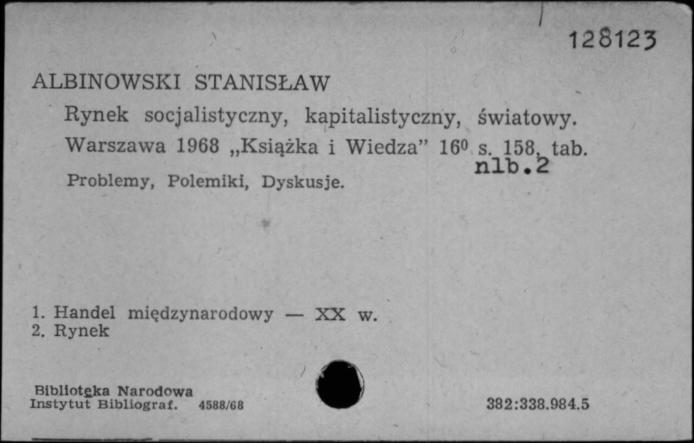 128123
ALBINOWSKI STANISŁAW
Rynek socjalistyczny, kapitalistyczny, światowy.
Warszawa 1968 „Książka i Wiedza” 16⁰ s. 158, tab.
nlb.2
Problemy, Polemiki, Dyskusje.
1. Handel międzynarodowy — XX w.
2. Rynek
Biblioteka Narodowa
Instytut Bibliograf. 4588/68
382:338.984.5